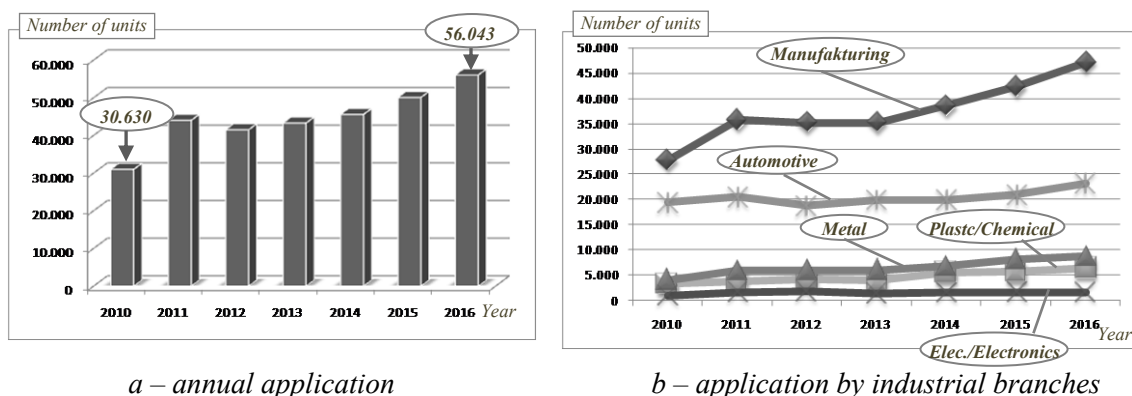 Number of units
56.043
60.000
50.000
40.000
30.630
30.000
20.000
10.000
0
2010 2011 2012 2013 2014 2015 2016 Year
a – annual application
Number of units
50.000
Manufakturing
45.000
40.000
35.000
30.000
Automotive
25.000
20.000
15.000
Metal
Plastc/Chemical
10.000
5.000
0
2010 2011 2012 2013 2014 2015 2016
Year
Elec./Electronics
b – application by industrial branches